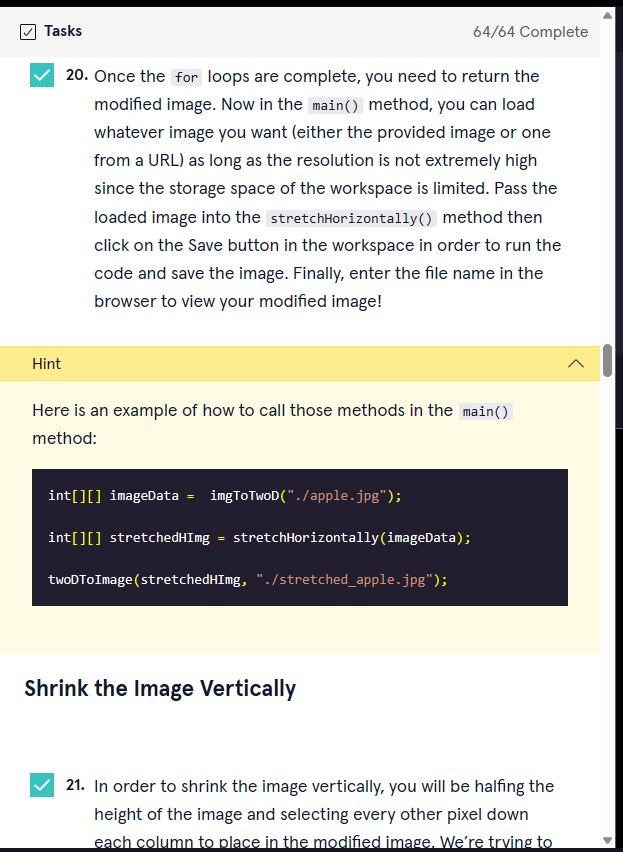 Tasks 64/64 Complete
20. Once the for loops are complete, you need to return the
modified image. Now in the main() method, you can load
whatever image you want (either the provided image or one
from a URL) as long as the resolution is not extremely high
since the storage space of the workspace is limited. Pass the
loaded image into the stretchHorizontally() method then
click on the Save button in the workspace in order to run the
code and save the image. Finally, enter the file name in the
browser to view your modified image!
Hint
Here is an example of how to call those methods in the main()
method:
int[][] imageData =  imgToTwoD("./apple.jpg");
int[][] stretchedHImg = stretchHorizontally(imageData);
twoDToImage(stretchedHImg, "./stretched_apple.jpg");
Shrink the Image Vertically
21. In order to shrink the image vertically, you will be halfing the
height of the image and selecting every other pixel down
each column to place in the modified image. We're trying to